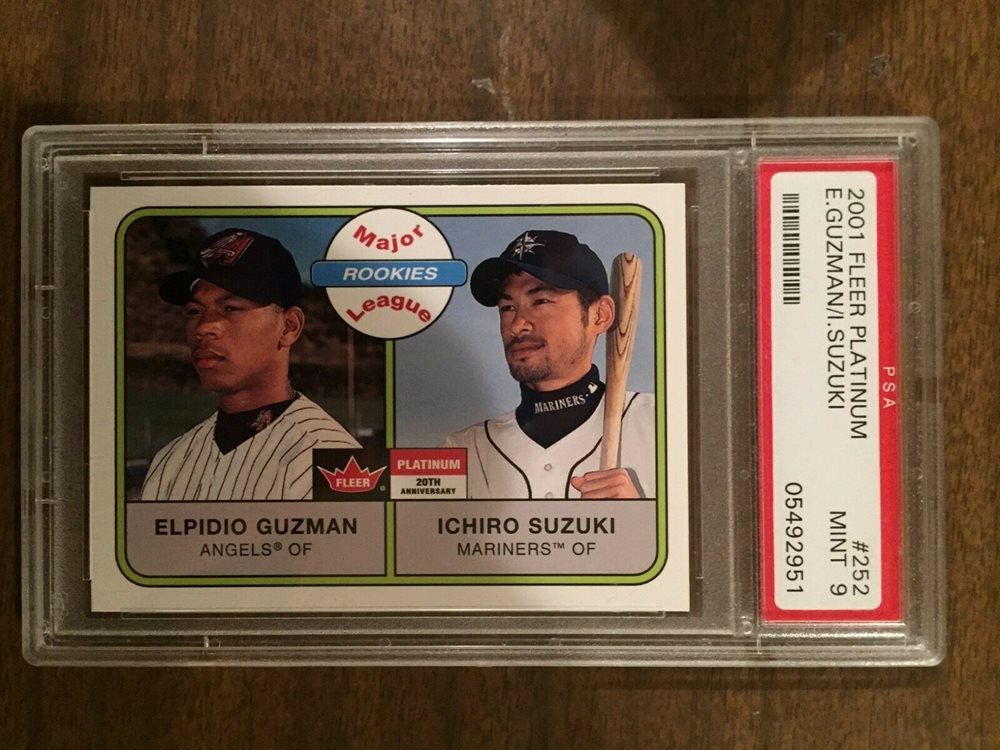 Major
ROOKIES
League
MARINERS
FLEER®
PLATINUM
20TH
ANNIVERSARY
ELPIDIO GUZMAN
ANGELS® OF
ICHIRO SUZUKI
MARINERS™ OF
PSA
2001 FLEER PLATINUM #252
E.GUZMAN/I.SUZUKI MINT 9
05492951